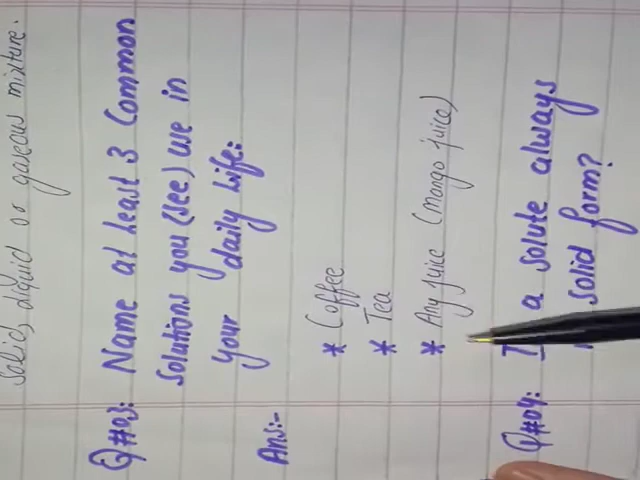 Solid, liquid or gaseous mixture.
Q#03: Name at least 3 Common
Solutions you (see) use in
your daily life:
Ans:-
* Coffee
* Tea
* Any juice (Mango juice)
Q#04: a solute always
solid form?